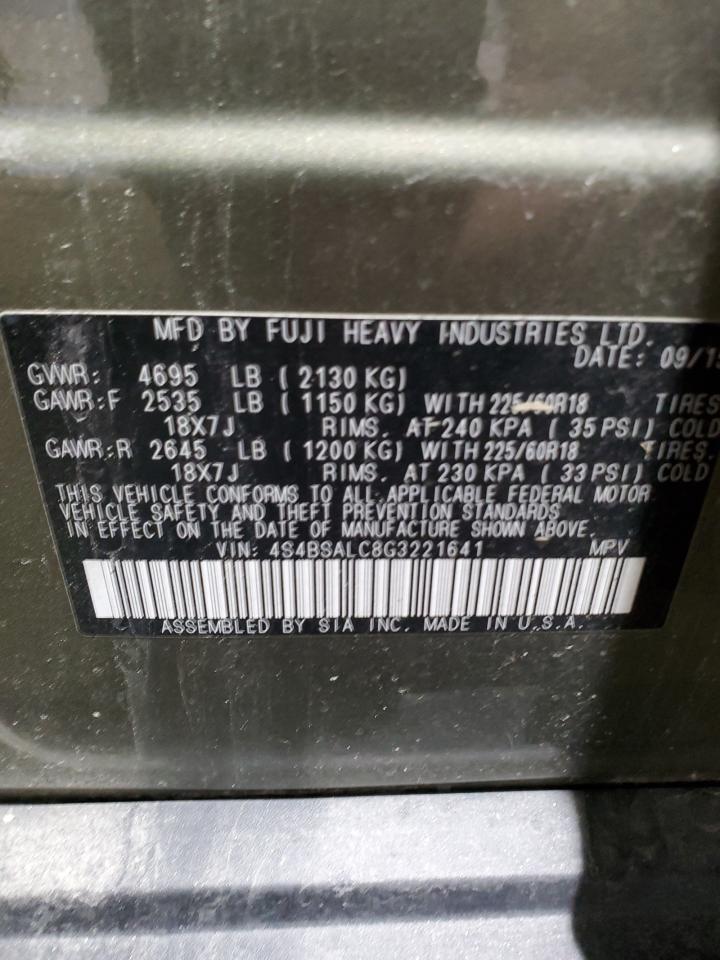 MFD BY FUJI HEAVY INDUSTRIES LTD.
DATE: 09/15
GVWR: 4695 LB ( 2130 KG)
GAWR:F 2535 LB ( 1150 KG) WITH 225/60R18 TIRES
18X7J RIMS. AT 240 KPA ( 35 PSI) COLD
GAWR:R 2645 LB ( 1200 KG) WITH 225/60R18 TIRES.
18X7J RIMS. AT 230 KPA ( 33 PSI) COLD
THIS VEHICLE CONFORMS TO ALL APPLICABLE FEDERAL MOTOR
VEHICLE SAFETY AND THEFT PREVENTION STANDARDS
IN EFFECT ON THE DATE OF MANUFACTURE SHOWN ABOVE.
VIN: 4S4BSALC8G3221641 MPV
ASSEMBLED BY SIA INC. MADE IN U.S.A.